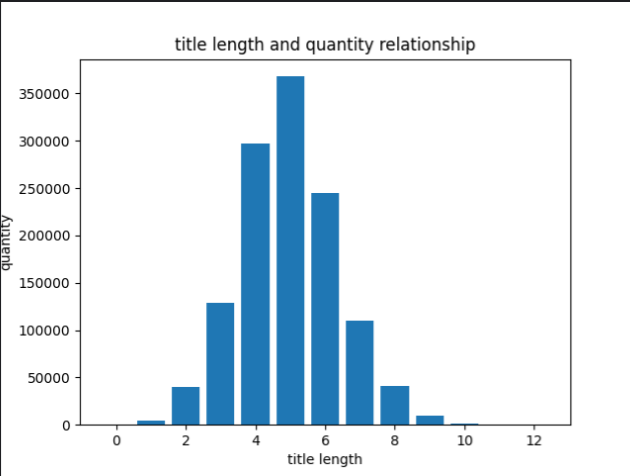 title length and quantity relationship
350000
300000
250000
200000
150000
100000
50000
0
quantity
0 2 4 6 8 10 12
title length